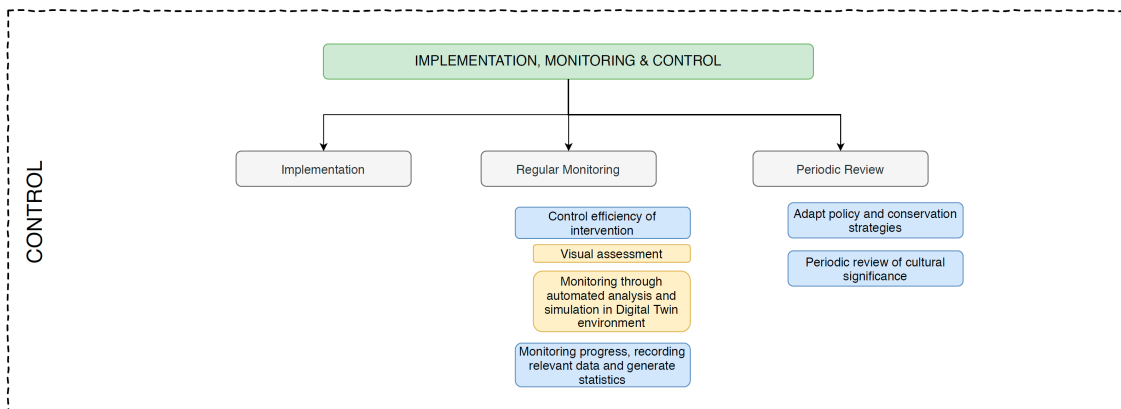 IMPLEMENTATION, MONITORING & CONTROL
CONTROL
Implementation
Regular Monitoring
Periodic Review
Control efficiency of
intervention
Visual assessment
Monitoring through
automated analysis and
simulation in Digital Twin
environment
Monitoring progress, recording
relevant data and generate
statistics
Adapt policy and conservation
strategies
Periodic review of cultural
significance